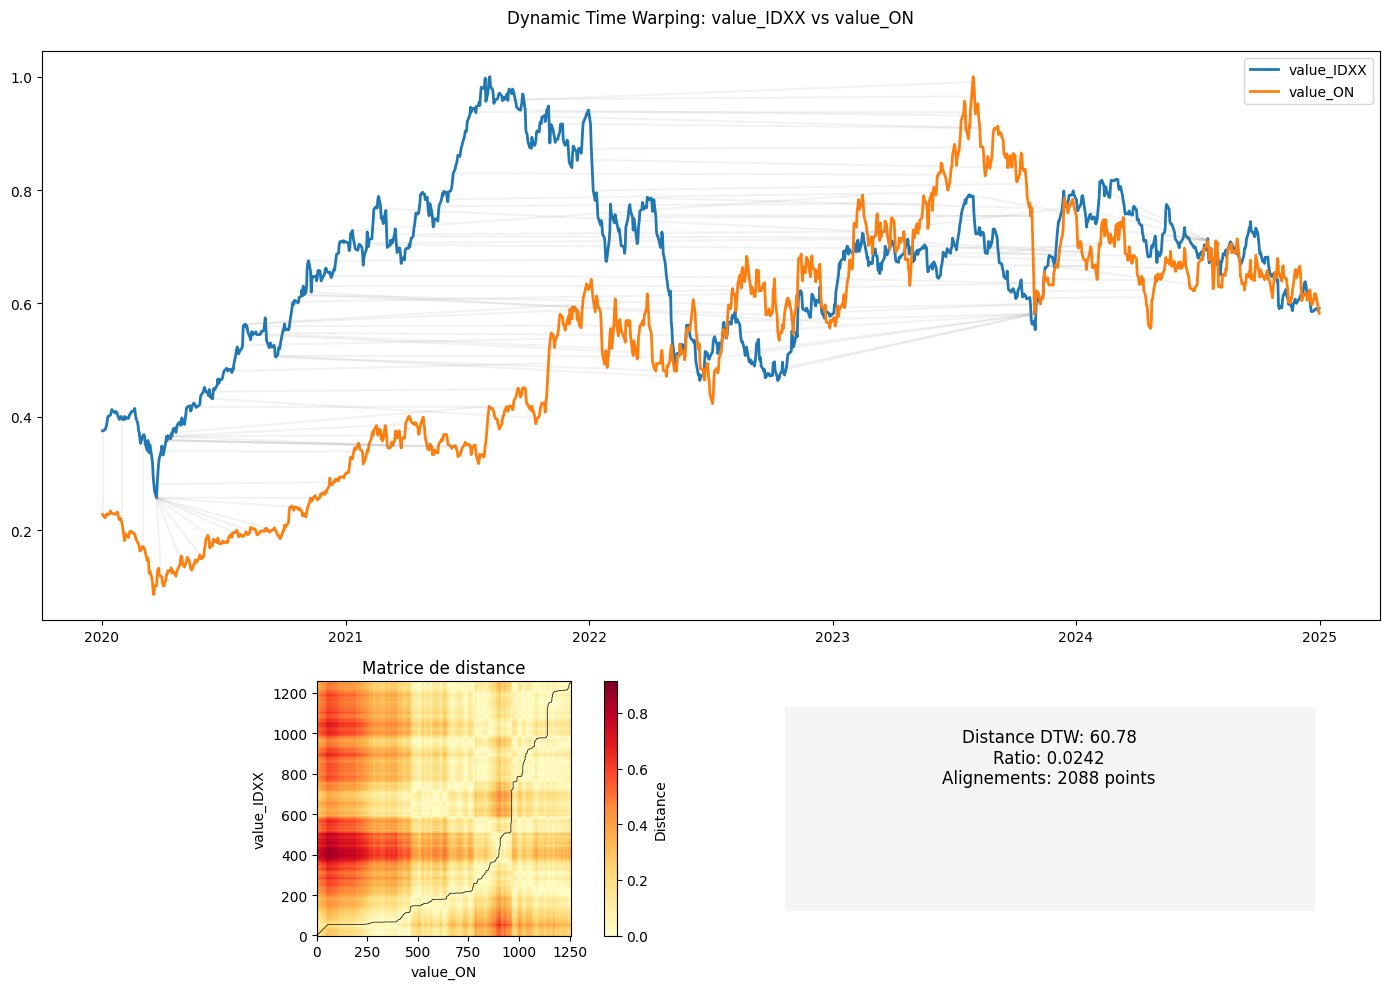 Dynamic Time Warping: value_IDXX vs value_ON
value_IDXX
value_ON
1.0
0.8
0.6
0.4
0.2
2020 2021 2022 2023 2024 2025
Matrice de distance
value_IDXX
1200
1000
800
600
400
200
0
0 250 500 750 1000 1250
value_ON
0.8
0.6
0.4
0.2
0.0
Distance
Distance DTW: 60.78
Ratio: 0.0242
Alignements: 2088 points